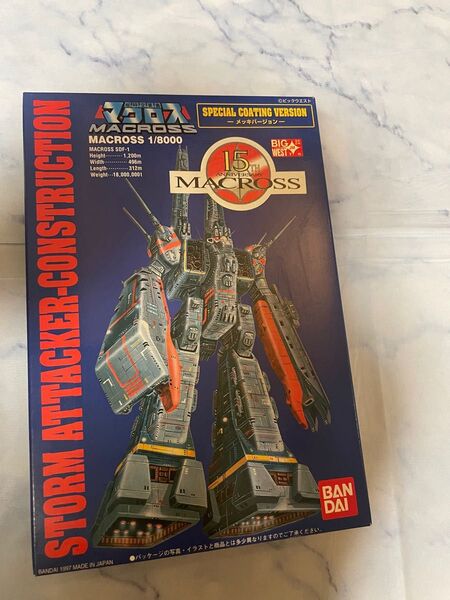 ©ビックウエスト
超時空要塞
マクロス
MACROSS
SPECIAL COATING VERSION
― メッキバージョン ―
MACROSS 1/8000
MACROSS SDF-1
Height………1,200m
Width………496m
Length………312m
Weight…18,000,000t
BIG
WEST
15TH
ANNIVERSARY
MACROSS
STORM ATTACKER-CONSTRUCTION
BAN
DAI
●パッケージの写真・イラストと商品とは多少異なりますのでご了承ください。
BANDAI 1997 MADE IN JAPAN